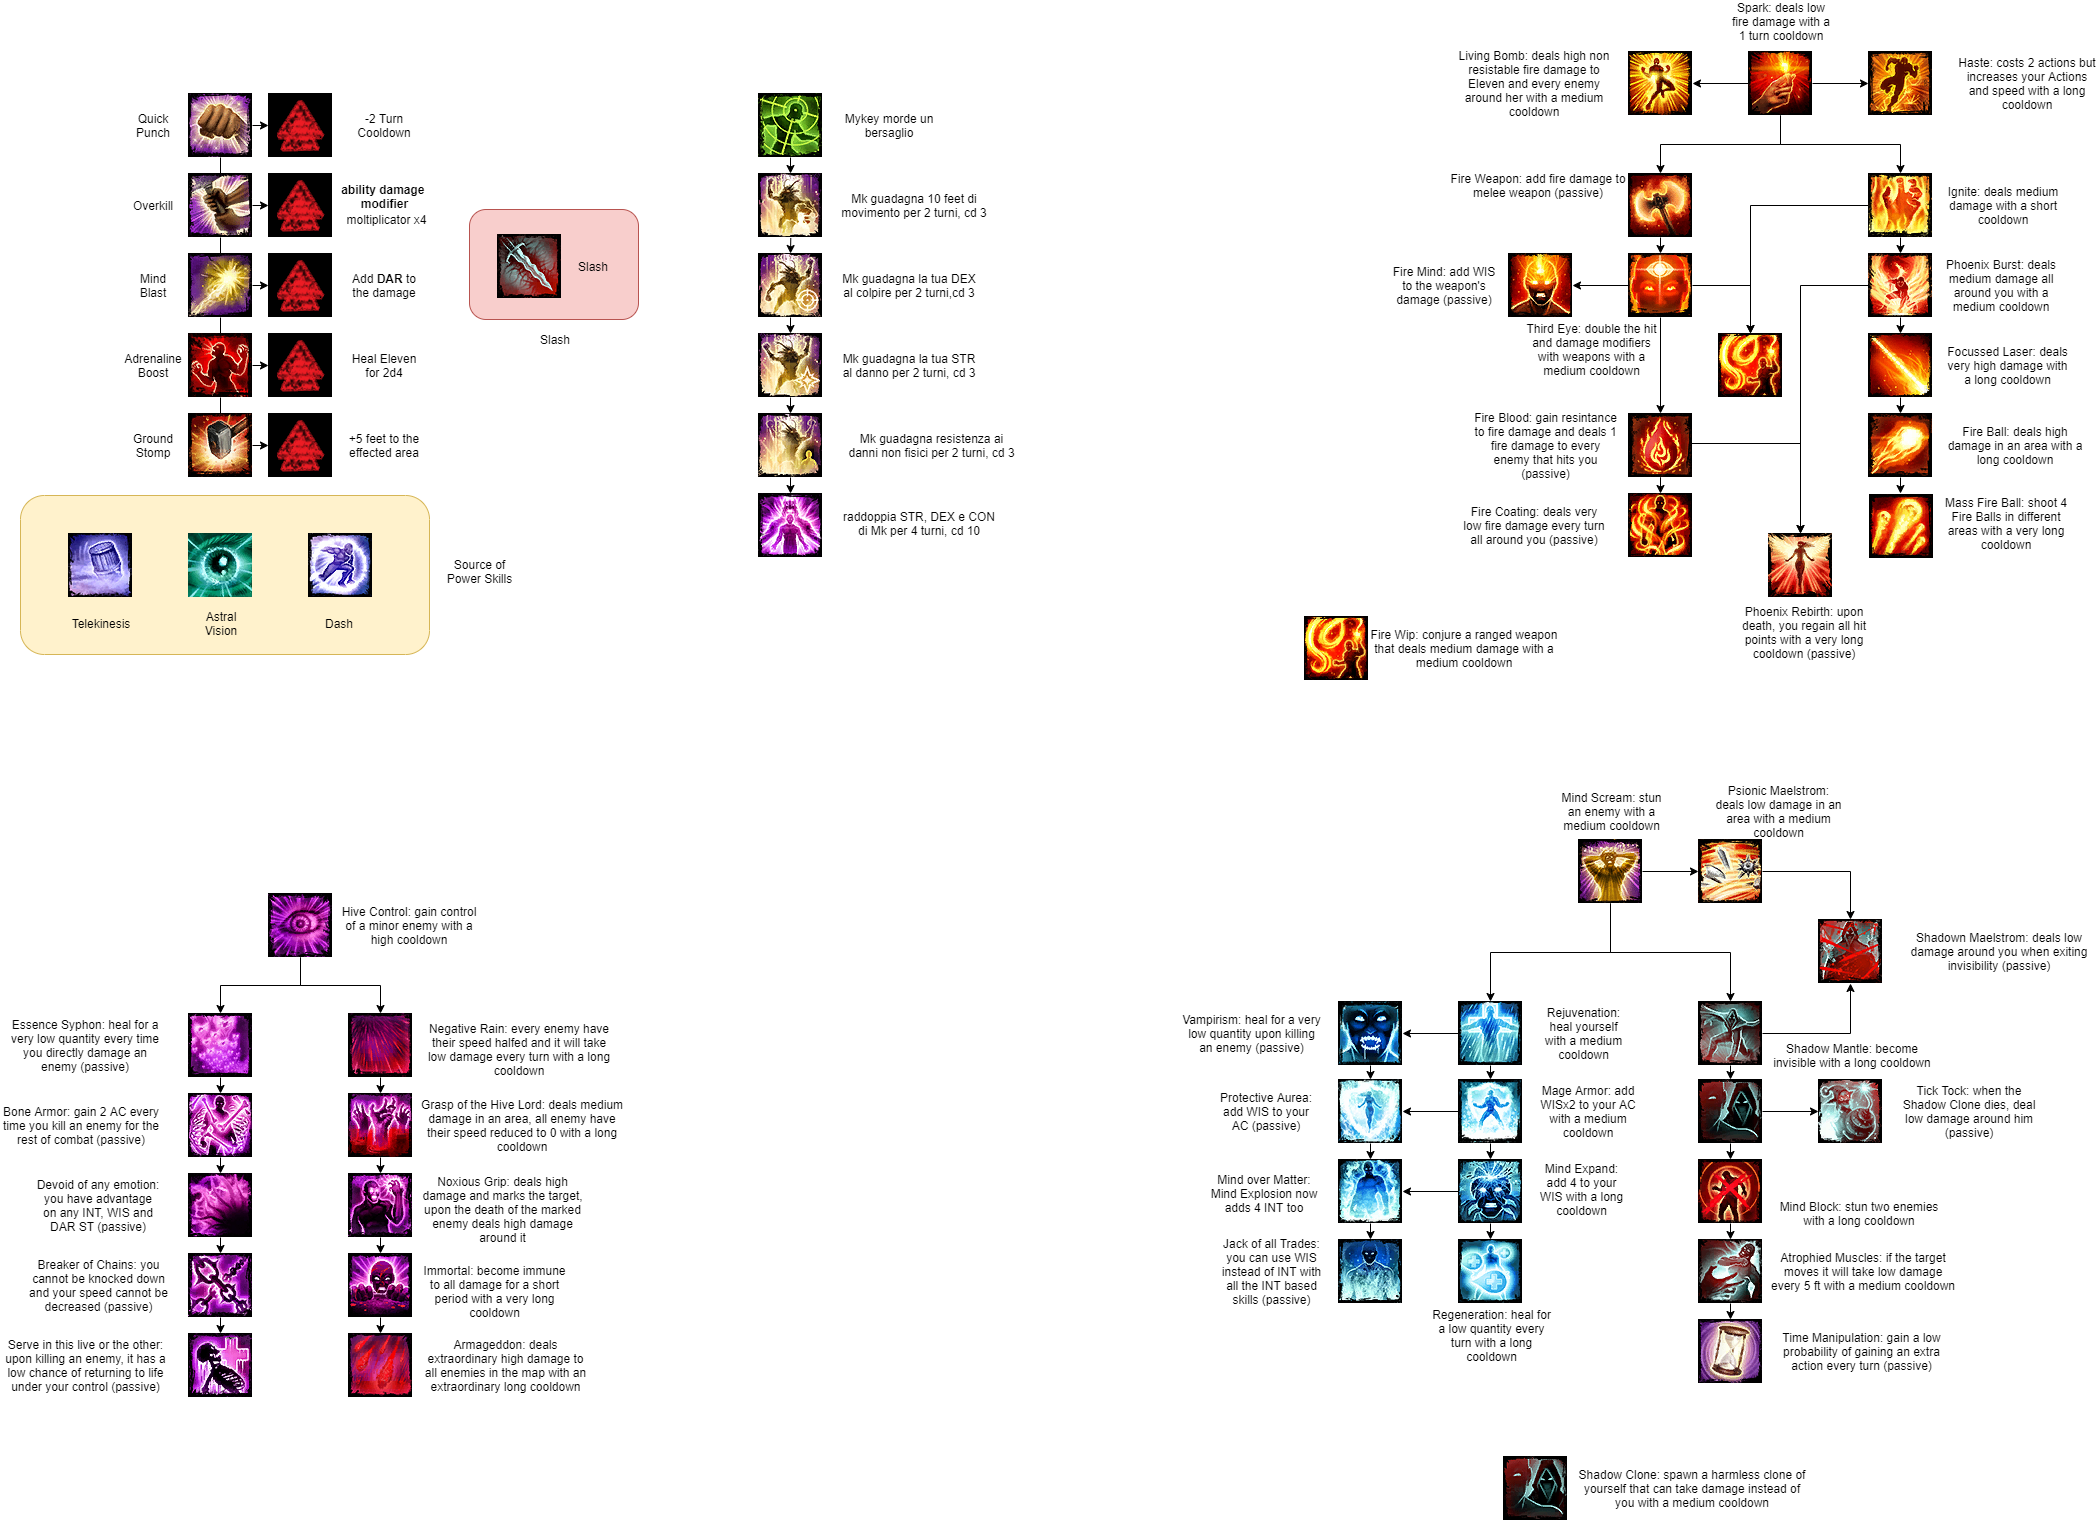 Quick
Punch
-2 Turn
Cooldown
Overkill
ability damage
modifier
moltiplicator x4
Mind
Blast
Add DAR to
the damage
Adrenaline
Boost
Heal Eleven
for 2d4
Ground
Stomp
+5 feet to the
effected area
Telekinesis
Astral
Vision
Dash
Source of
Power Skills
Slash
Slash
Mykey morde un
bersaglio
Mk guadagna 10 feet di
movimento per 2 turni, cd 3
Mk guadagna la tua DEX
al colpire per 2 turni,cd 3
Mk guadagna la tua STR
al danno per 2 turni, cd 3
Mk guadagna resistenza ai
danni non fisici per 2 turni, cd 3
raddoppia STR, DEX e CON
di Mk per 4 turni, cd 10
Spark: deals low
fire damage with a
1 turn cooldown
Living Bomb: deals high non
resistable fire damage to
Eleven and every enemy
around her with a medium
cooldown
Haste: costs 2 actions but
increases your Actions
and speed with a long
cooldown
Fire Weapon: add fire damage to
melee weapon (passive)
Ignite: deals medium
damage with a short
cooldown
Fire Mind: add WIS
to the weapon's
damage (passive)
Third Eye: double the hit
and damage modifiers
with weapons with a
medium cooldown
Phoenix Burst: deals
medium damage all
around you with a
medium cooldown
Focussed Laser: deals
very high damage with
a long cooldown
Fire Blood: gain resintance
to fire damage and deals 1
fire damage to every
enemy that hits you
(passive)
Fire Ball: deals high
damage in an area with a
long cooldown
Fire Coating: deals very
low fire damage every turn
all around you (passive)
Mass Fire Ball: shoot 4
Fire Balls in different
areas with a very long
cooldown
Phoenix Rebirth: upon
death, you regain all hit
points with a very long
cooldown (passive)
Fire Wip: conjure a ranged weapon
that deals medium damage with a
medium cooldown
Hive Control: gain control
of a minor enemy with a
high cooldown
Essence Syphon: heal for a
very low quantity every time
you directly damage an
enemy (passive)
Negative Rain: every enemy have
their speed halfed and it will take
low damage every turn with a long
cooldown
Bone Armor: gain 2 AC every
time you kill an enemy for the
rest of combat (passive)
Grasp of the Hive Lord: deals medium
damage in an area, all enemy have
their speed reduced to 0 with a long
cooldown
Devoid of any emotion:
you have advantage
on any INT, WIS and
DAR ST (passive)
Noxious Grip: deals high
damage and marks the target,
upon the death of the marked
enemy deals high damage
around it
Breaker of Chains: you
cannot be knocked down
and your speed cannot be
decreased (passive)
Immortal: become immune
to all damage for a short
period with a very long
cooldown
Serve in this live or the other:
upon killing an enemy, it has a
low chance of returning to life
under your control (passive)
Armageddon: deals
extraordinary high damage to
all enemies in the map with an
extraordinary long cooldown
Mind Scream: stun
an enemy with a
medium cooldown
Psionic Maelstrom:
deals low damage in an
area with a medium
cooldown
Shadown Maelstrom: deals low
damage around you when exiting
invisibility (passive)
Vampirism: heal for a very
low quantity upon killing
an enemy (passive)
Rejuvenation:
heal yourself
with a medium
cooldown
Shadow Mantle: become
invisible with a long cooldown
Protective Aurea:
add WIS to your
AC (passive)
Mage Armor: add
WISx2 to your AC
with a medium
cooldown
Tick Tock: when the
Shadow Clone dies, deal
low damage around him
(passive)
Mind over Matter:
Mind Explosion now
adds 4 INT too
Mind Expand:
add 4 to your
WIS with a long
cooldown
Mind Block: stun two enemies
with a long cooldown
Jack of all Trades:
you can use WIS
instead of INT with
all the INT based
skills (passive)
Regeneration: heal for
a low quantity every
turn with a long
cooldown
Atrophied Muscles: if the target
moves it will take low damage
every 5 ft with a medium cooldown
Time Manipulation: gain a low
probability of gaining an extra
action every turn (passive)
Shadow Clone: spawn a harmless clone of
yourself that can take damage instead of
you with a medium cooldown